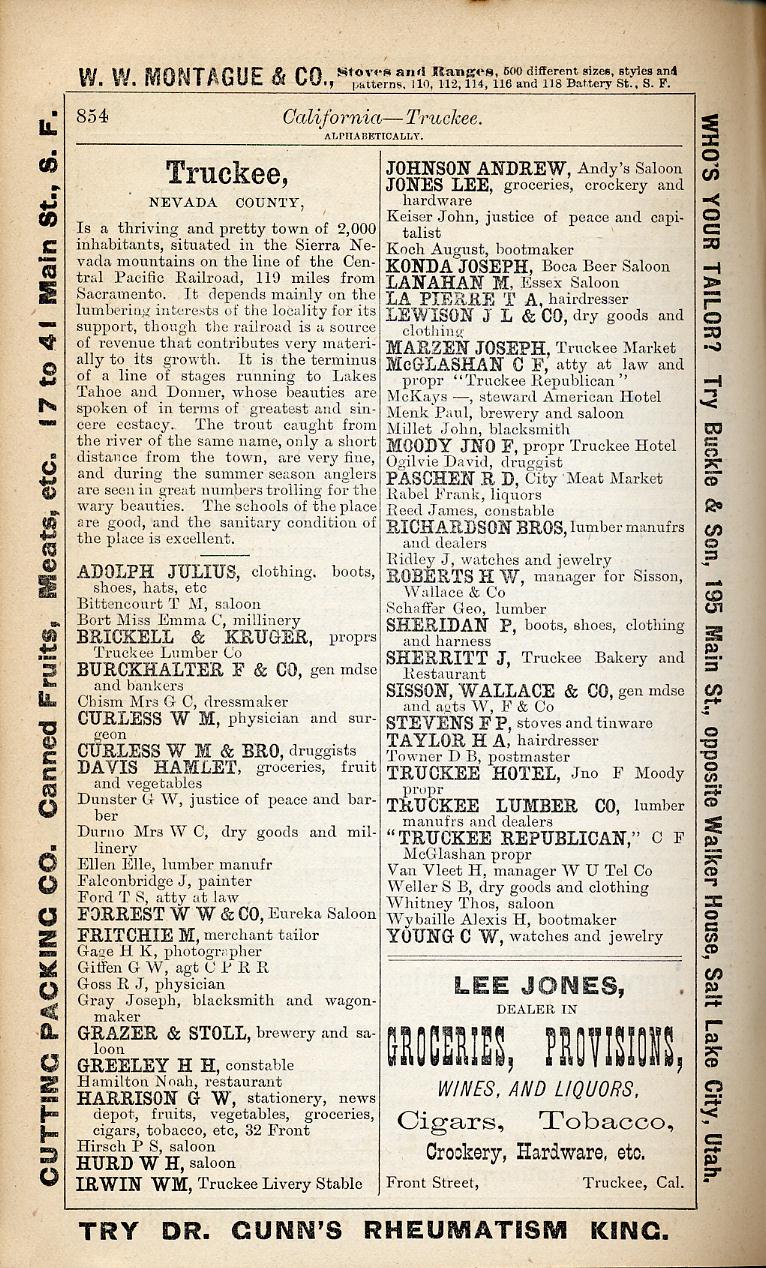 W. W. MONTAGUE & CO., Stoves and Ranges, 500 different sizes, styles and
patterns, 110, 112, 114, 116 and 118 Battery St., S. F.
854
California—Truckee.
ALPHABETICALLY.
Truckee,
NEVADA COUNTY,
Is a thriving and pretty town of 2,000
inhabitants, situated in the Sierra Ne-
vada mountains on the line of the Cen-
tral Pacific Railroad, 119 miles from
Sacramento. It depends mainly on the
lumbering interests of the locality for its
support, though the railroad is a source
of revenue that contributes very materi-
ally to its growth. It is the terminus
of a line of stages running to Lakes
Tahoe and Donner, whose beauties are
spoken of in terms of greatest and sin-
cere ecstacy. The trout caught from
the river of the same name, only a short
distance from the town, are very fine,
and during the summer season anglers
are seen in great numbers trolling for the
wary beauties. The schools of the place
are good, and the sanitary condition of
the place is excellent.
ADOLPH JULIUS, clothing, boots,
shoes, hats, etc
Bittencourt T M, saloon
Bort Miss Emma C, millinery
BRICKELL & KRUGER, proprs
Truckee Lumber Co
BURCKHALTER F & CO, gen mdse
and bankers
Chism Mrs G C, dressmaker
CURLESS W M, physician and sur-
geon
CURLESS W M & BRO, druggists
DAVIS HAMLET, groceries, fruit
and vegetables
Dunster G W, justice of peace and bar-
ber
Durno Mrs W C, dry goods and mil-
linery
Ellen Elle, lumber manufr
Falconbridge J, painter
Ford T S, atty at law
FORREST W W & CO, Eureka Saloon
FRITCHIE M, merchant tailor
Gage H K, photographer
Giffen G W, agt C P R R
Goss R J, physician
Gray Joseph, blacksmith and wagon-
maker
GRAZER & STOLL, brewery and sa-
loon
GREELEY H H, constable
Hamilton Noah, restaurant
HARRISON G W, stationery, news
depot, fruits, vegetables, groceries,
cigars, tobacco, etc, 32 Front
Hirsch P S, saloon
HURD W H, saloon
IRWIN WM, Truckee Livery Stable
JOHNSON ANDREW, Andy's Saloon
JONES LEE, groceries, crockery and
hardware
Keiser John, justice of peace and capi-
talist
Koch August, bootmaker
KONDA JOSEPH, Boca Beer Saloon
LANAHAN M, Essex Saloon
LA PIERRE T A, hairdresser
LEWISON J L & CO, dry goods and
clothing
MARZEN JOSEPH, Truckee Market
McGLASHAN C F, atty at law and
propr "Truckee Republican"
McKays —, steward American Hotel
Menk Paul, brewery and saloon
Millet John, blacksmith
MOODY JNO F, propr Truckee Hotel
Ogilvie David, druggist
PASCHEN R D, City Meat Market
Rabel Frank, liquors
Reed James, constable
RICHARDSON BROS, lumber manufrs
and dealers
Ridley J, watches and jewelry
ROBERTS H W, manager for Sisson,
Wallace & Co
Schaffer Geo, lumber
SHERIDAN P, boots, shoes, clothing
and harness
SHERRITT J, Truckee Bakery and
Restaurant
SISSON, WALLACE & CO, gen mdse
and agts W, F & Co
STEVENS F P, stoves and tinware
TAYLOR H A, hairdresser
Towner D B, postmaster
TRUCKEE HOTEL, Jno F Moody
propr
TRUCKEE LUMBER CO, lumber
manufrs and dealers
"TRUCKEE REPUBLICAN," C F
McGlashan propr
Van Vleet H, manager W U Tel Co
Weller S B, dry goods and clothing
Whitney Thos, saloon
Wybaille Alexis H, bootmaker
YOUNG C W, watches and jewelry
LEE JONES,
DEALER IN
GROCERIES, PROVISIONS,
WINES, AND LIQUORS,
Cigars, Tobacco,
Crockery, Hardware, etc.
Front Street, Truckee, Cal.
CUTTING PACKING CO. Canned Fruits, Meats, etc. 17 to 41 Main St., S. F.
WHO'S YOUR TAILOR? Try Buckle & Son, 195 Main St., opposite Walker House, Salt Lake City, Utah.
TRY DR. GUNN'S RHEUMATISM KING.